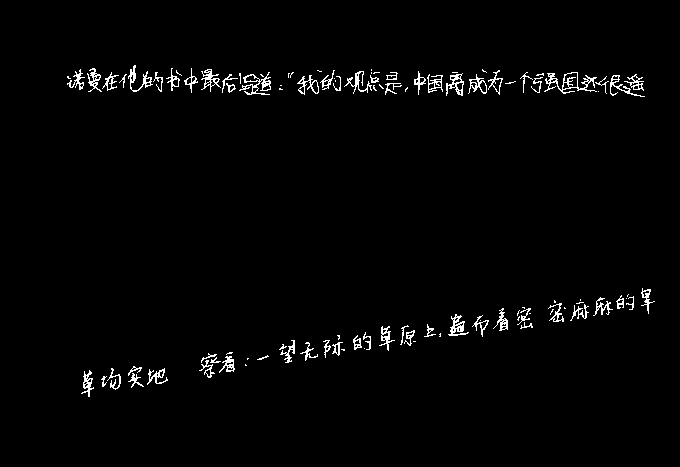 诺曼在他的书中最后写道:“我的观点是,中国离成为一个强国还很遥
草场实地 察看:一望无际的草原上,遍布着密 密麻麻的旱